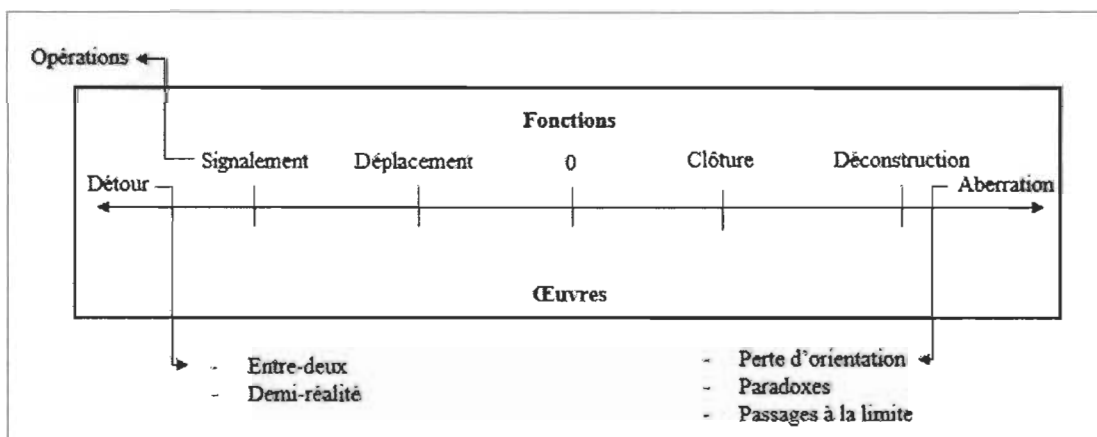 Opérations
Fonctions
Signalement Déplacement 0 Clôture Déconstruction
Détour Aberration
Œuvres
- Entre-deux
- Demi-réalité
- Perte d'orientation
- Paradoxes
- Passages à la limite